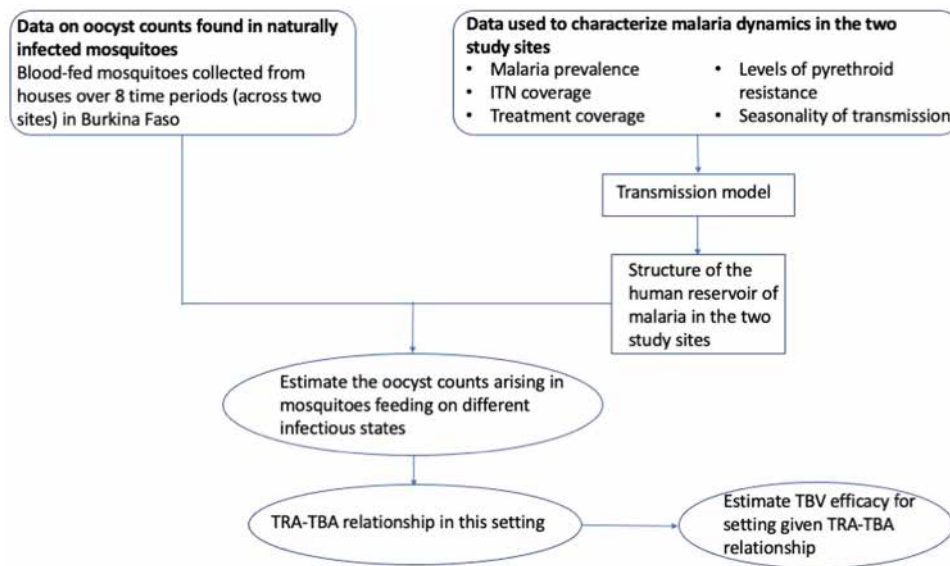 Data on oocyst counts found in naturally
infected mosquitoes
Blood-fed mosquitoes collected from
houses over 8 time periods (across two
sites) in Burkina Faso
Data used to characterize malaria dynamics in the two
study sites
• Malaria prevalence
• ITN coverage
• Treatment coverage
• Levels of pyrethroid
resistance
• Seasonality of transmission
Transmission model
Structure of the
human reservoir of
malaria in the two
study sites
Estimate the oocyst counts arising in
mosquitoes feeding on different
infectious states
TRA-TBA relationship in this setting
Estimate TBV efficacy for
setting given TRA-TBA
relationship